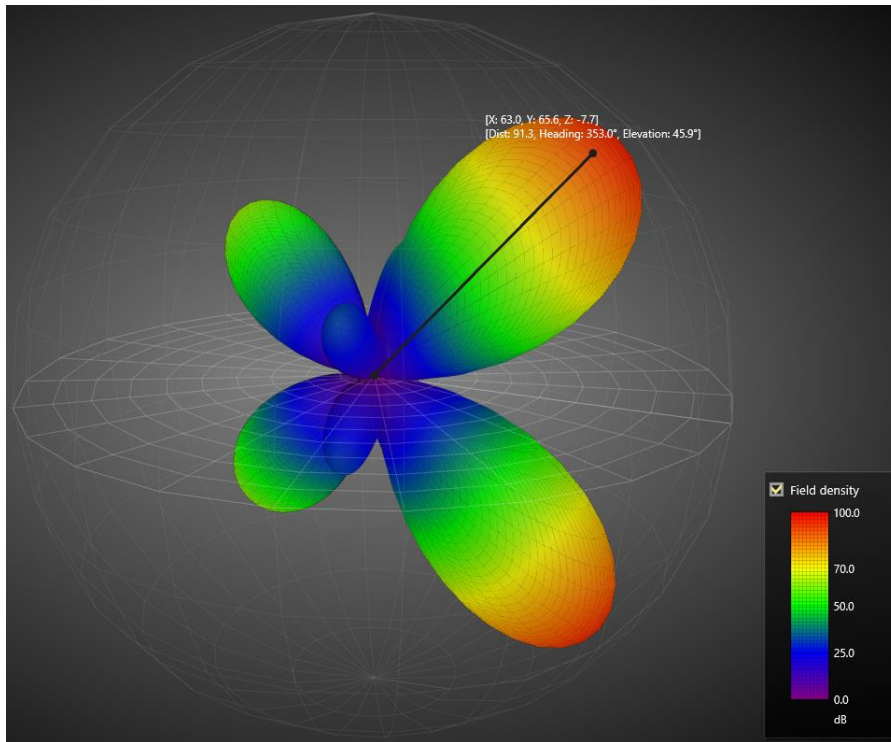 [X: 63.0, Y: 65.6, Z: -7.7]
[Dist: 91.3, Heading: 353.0°, Elevation: 45.9°]
Field density
100.0
70.0
50.0
25.0
0.0
dB